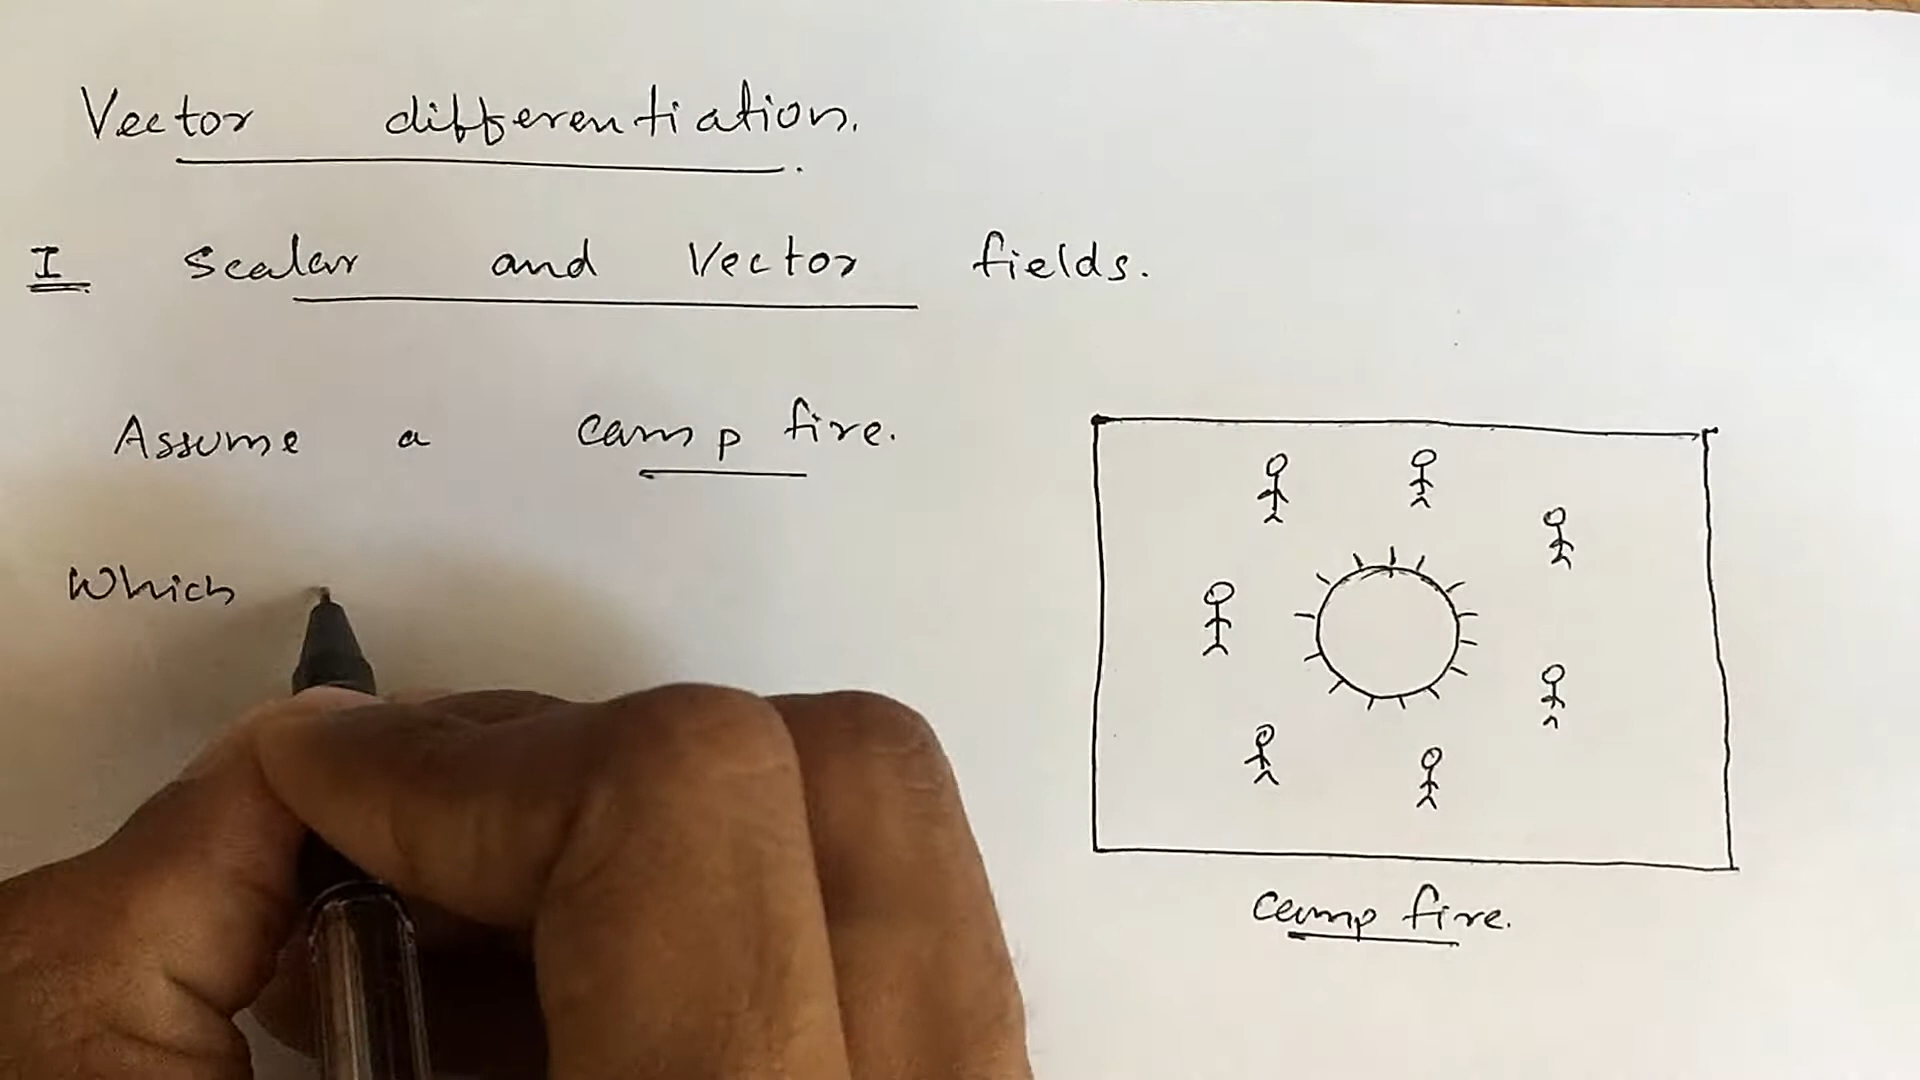 Vector differentiation.
I Scalar and Vector fields.
Assume a camp fire.
Which
camp fire.